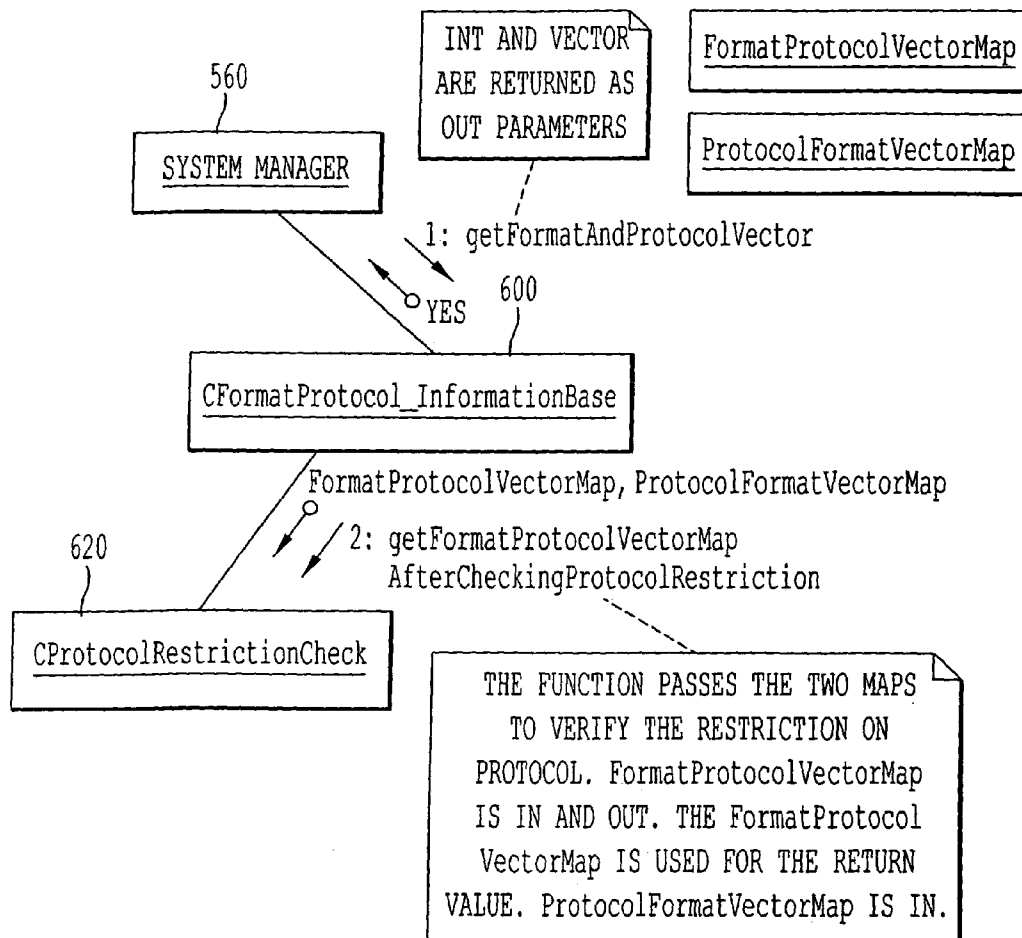 INT AND VECTOR
ARE RETURNED AS
OUT PARAMETERS
FormatProtocolVectorMap
ProtocolFormatVectorMap
560
SYSTEM MANAGER
1: getFormatAndProtocolVector
YES
600
CFormatProtocol_InformationBase
FormatProtocolVectorMap, ProtocolFormatVectorMap
2: getFormatProtocolVectorMap
AfterCheckingProtocolRestriction
620
CProtocolRestrictionCheck
THE FUNCTION PASSES THE TWO MAPS
TO VERIFY THE RESTRICTION ON
PROTOCOL. FormatProtocolVectorMap
IS IN AND OUT. THE FormatProtocol
VectorMap IS USED FOR THE RETURN
VALUE. ProtocolFormatVectorMap IS IN.